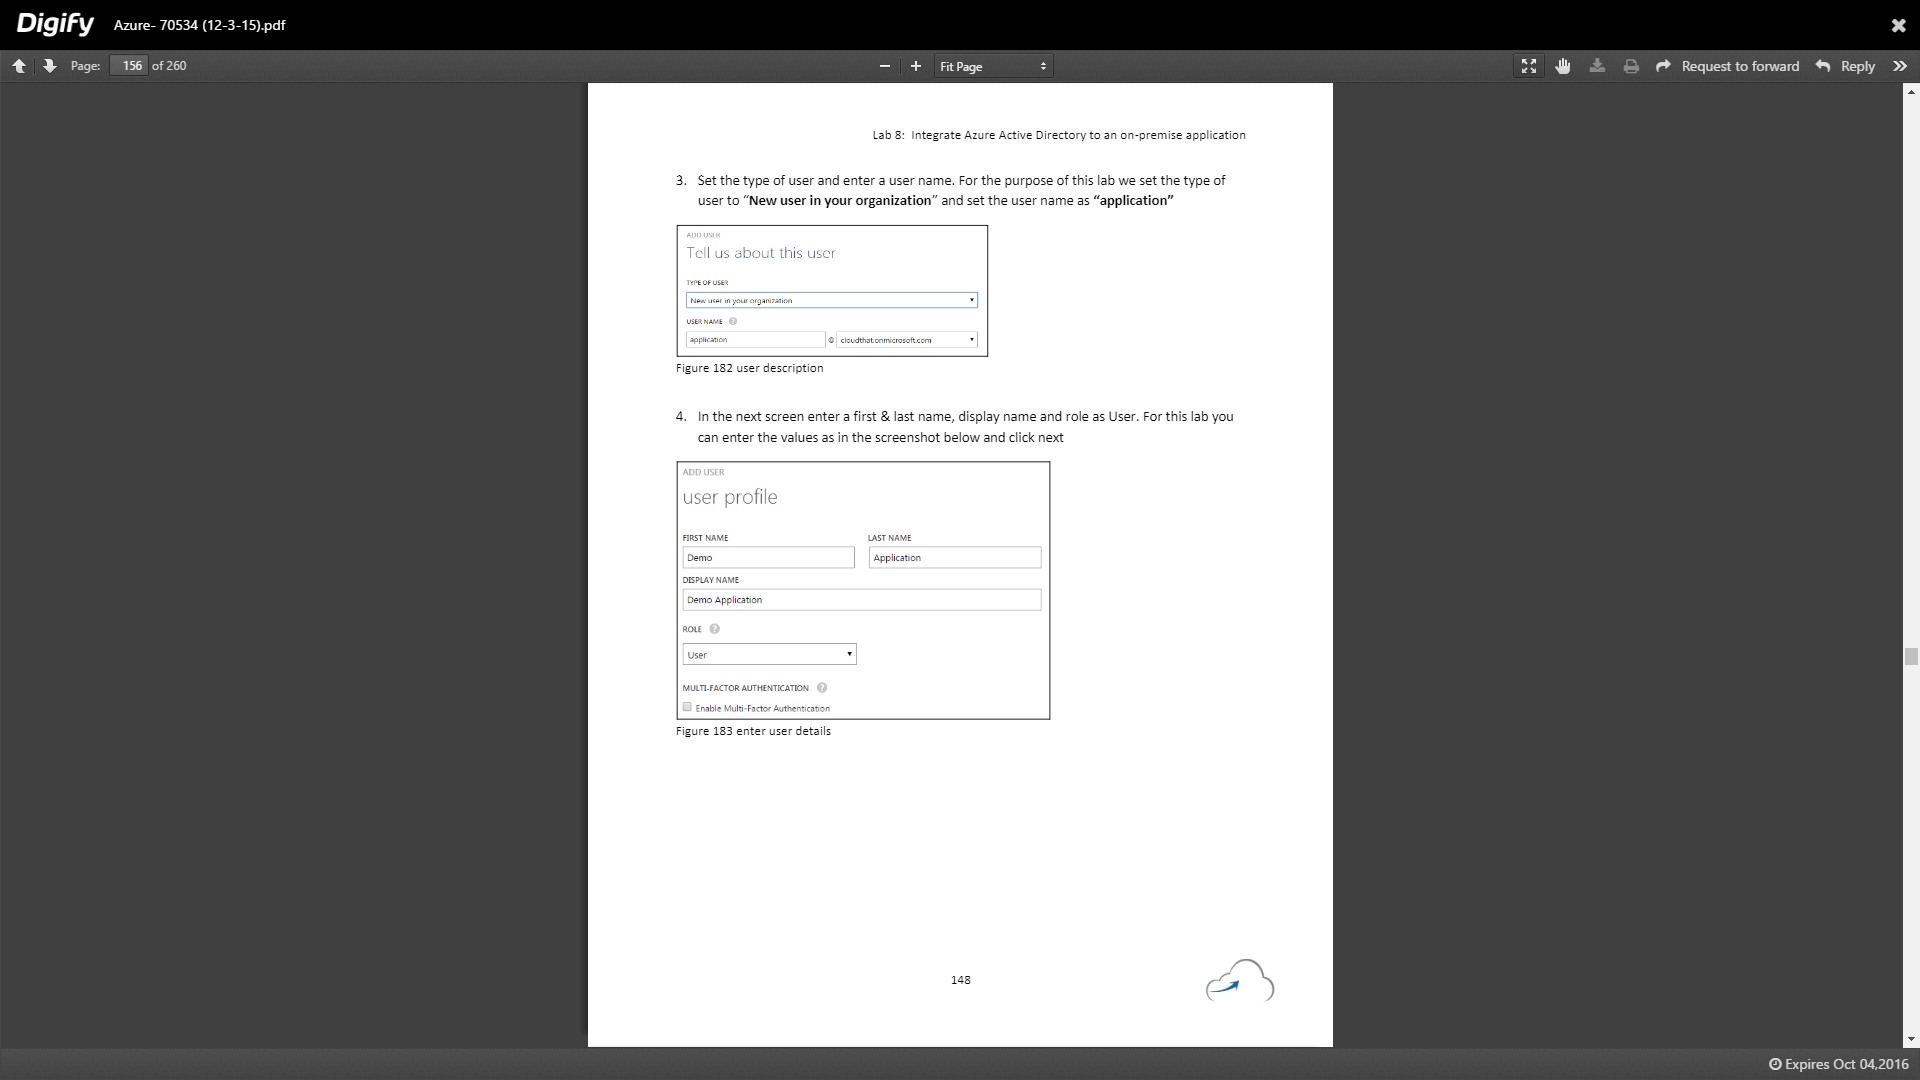 Digify Azure- 70534 (12-3-15).pdf
Page: 156 of 260 Fit Page Request to forward Reply
Lab 8: Integrate Azure Active Directory to an on-premise application
3. Set the type of user and enter a user name. For the purpose of this lab we set the type of
user to “New user in your organization” and set the user name as “application”
ADD USER
Tell us about this user
TYPE OF USER
New user in your organization
USER NAME ?
application @ cloudthat.onmicrosoft.com
Figure 182 user description
4. In the next screen enter a first & last name, display name and role as User. For this lab you
can enter the values as in the screenshot below and click next
ADD USER
user profile
FIRST NAME LAST NAME
Demo Application
DISPLAY NAME
Demo Application
ROLE ?
User
MULTI-FACTOR AUTHENTICATION ?
Enable Multi-Factor Authentication
Figure 183 enter user details
148
Expires Oct 04,2016